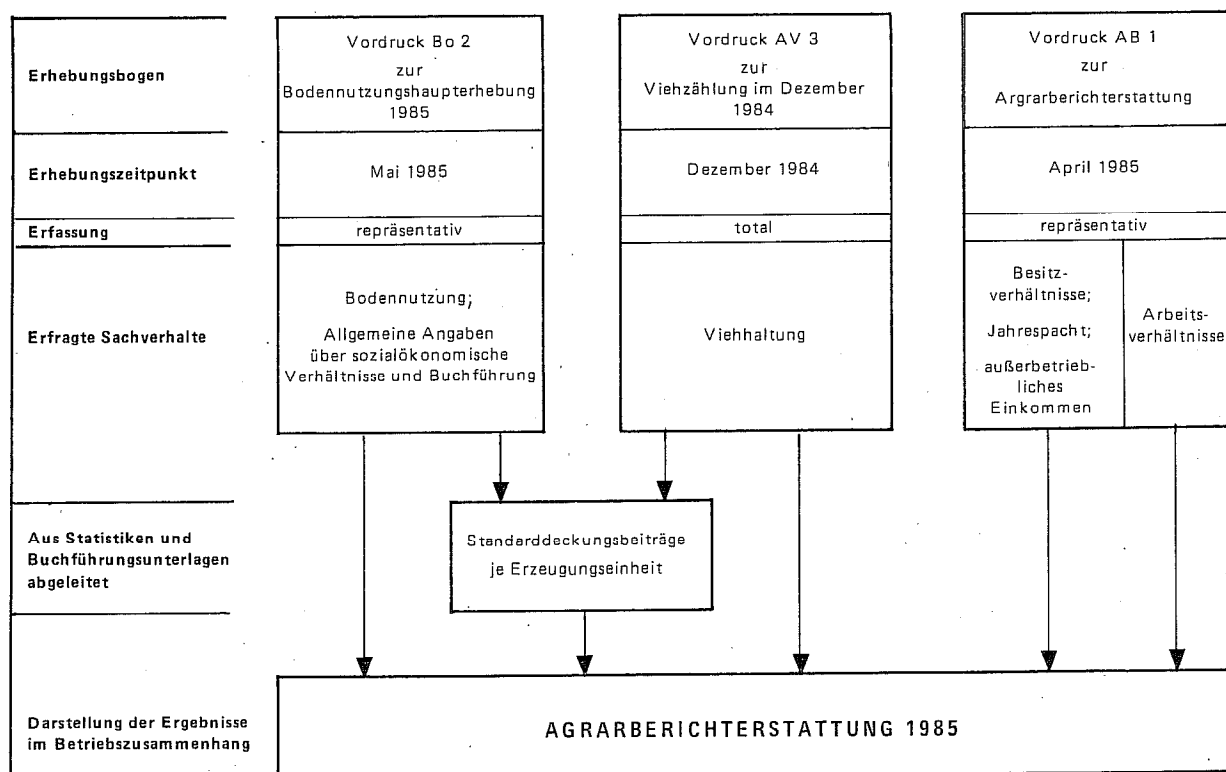 Erhebungsbogen
Vordruck Bo 2
zur
Bodennutzungshaupterhebung
1985
Vordruck AV 3
zur
Viehzählung im Dezember
1984
Vordruck AB 1
zur
Argrarberichterstattung
Erhebungszeitpunkt
Mai 1985
Dezember 1984
April 1985
Erfassung
repräsentativ
total
repräsentativ
Erfragte Sachverhalte
Bodennutzung;
Allgemeine Angaben
über sozialökonomische
Verhältnisse und Buchführung
Viehhaltung
Besitz-
verhältnisse;
Jahrespacht;
außerbetrieb-
liches
Einkommen
Arbeits-
verhältnisse
Aus Statistiken und
Buchführungsunterlagen
abgeleitet
Standarddeckungsbeiträge
je Erzeugungseinheit
Darstellung der Ergebnisse
im Betriebszusammenhang
AGRARBERICHTERSTATTUNG 1985